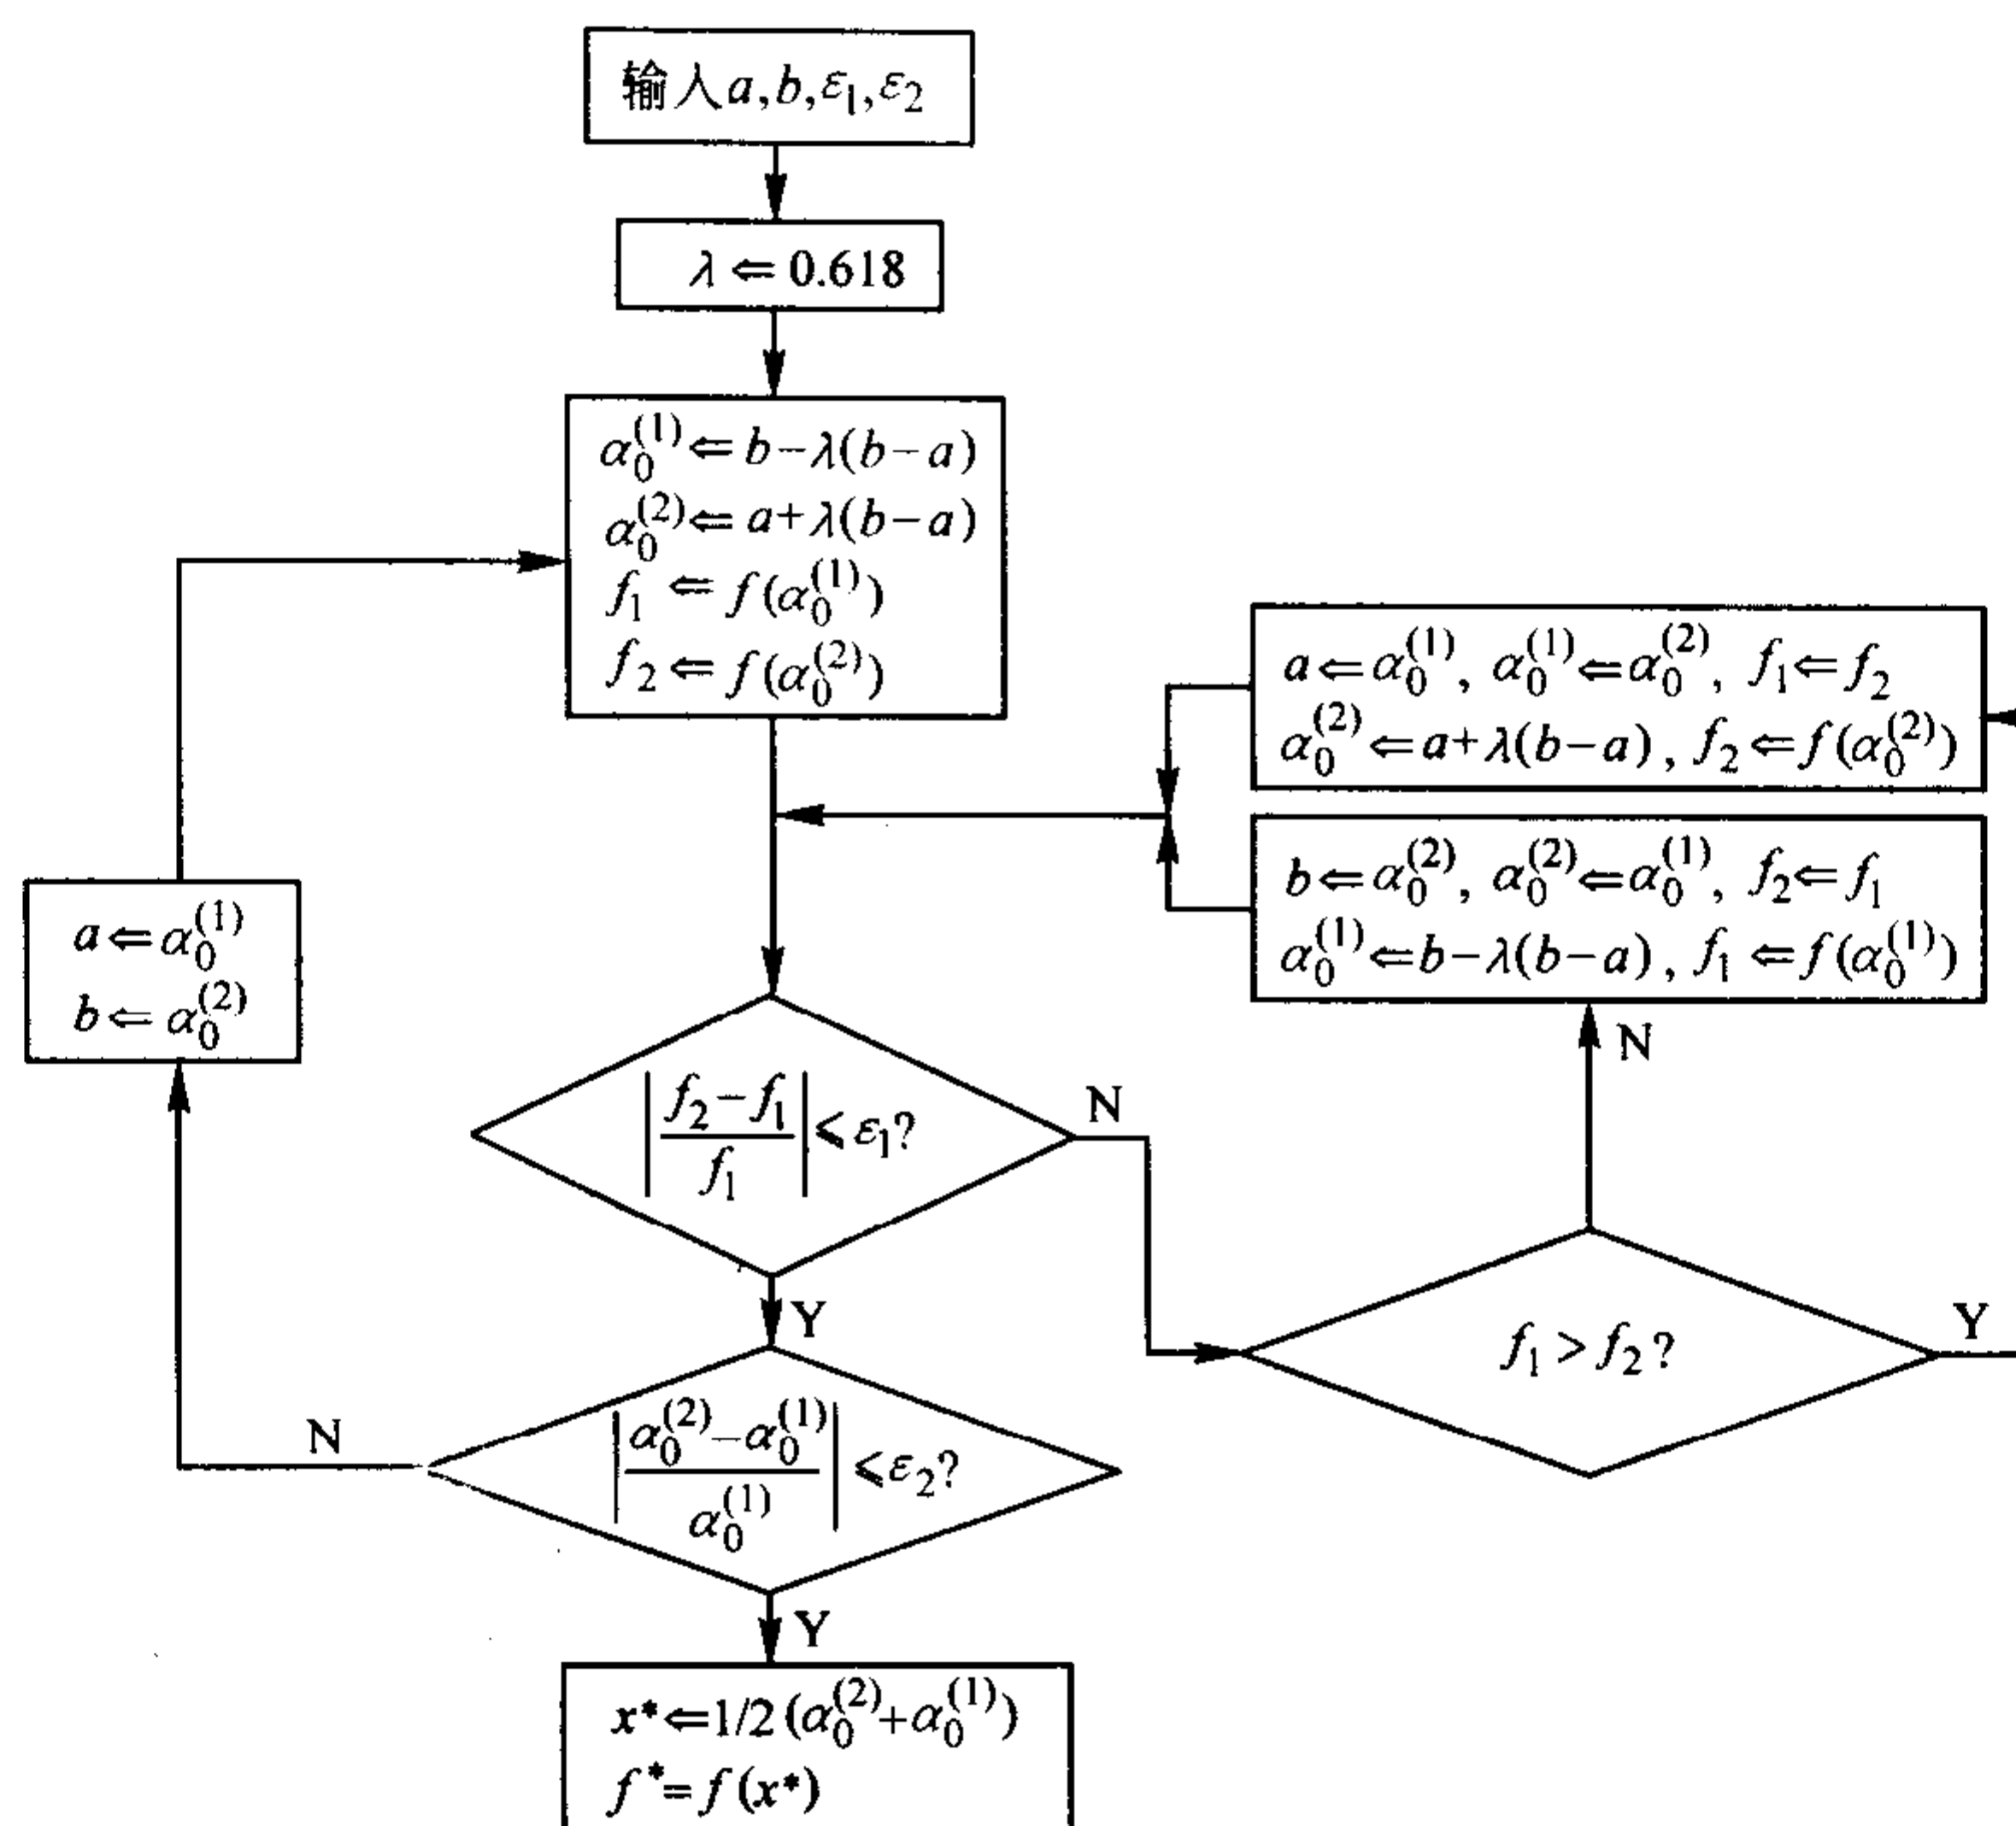 输入a, b, ε₁, ε₂
λ ⇐ 0.618
α₀⁽¹⁾ ⇐ b−λ(b−a)
α₀⁽²⁾ ⇐ a+λ(b−a)
f₁ ⇐ f(α₀⁽¹⁾)
f₂ ⇐ f(α₀⁽²⁾)
a ⇐ α₀⁽¹⁾, α₀⁽¹⁾ ⇐ α₀⁽²⁾, f₁ ⇐ f₂
α₀⁽²⁾ ⇐ a+λ(b−a), f₂ ⇐ f(α₀⁽²⁾)
b ⇐ α₀⁽²⁾, α₀⁽²⁾ ⇐ α₀⁽¹⁾, f₂ ⇐ f₁
α₀⁽¹⁾ ⇐ b−λ(b−a), f₁ ⇐ f(α₀⁽¹⁾)
a ⇐ α₀⁽¹⁾
b ⇐ α₀⁽²⁾
|(f₂−f₁)/f₁| ⩽ ε₁?
N
N
Y
f₁ > f₂?
Y
N
|(α₀⁽²⁾−α₀⁽¹⁾)/α₀⁽¹⁾| ⩽ ε₂?
Y
x* ⇐ 1/2 (α₀⁽²⁾+α₀⁽¹⁾)
f* = f(x*)